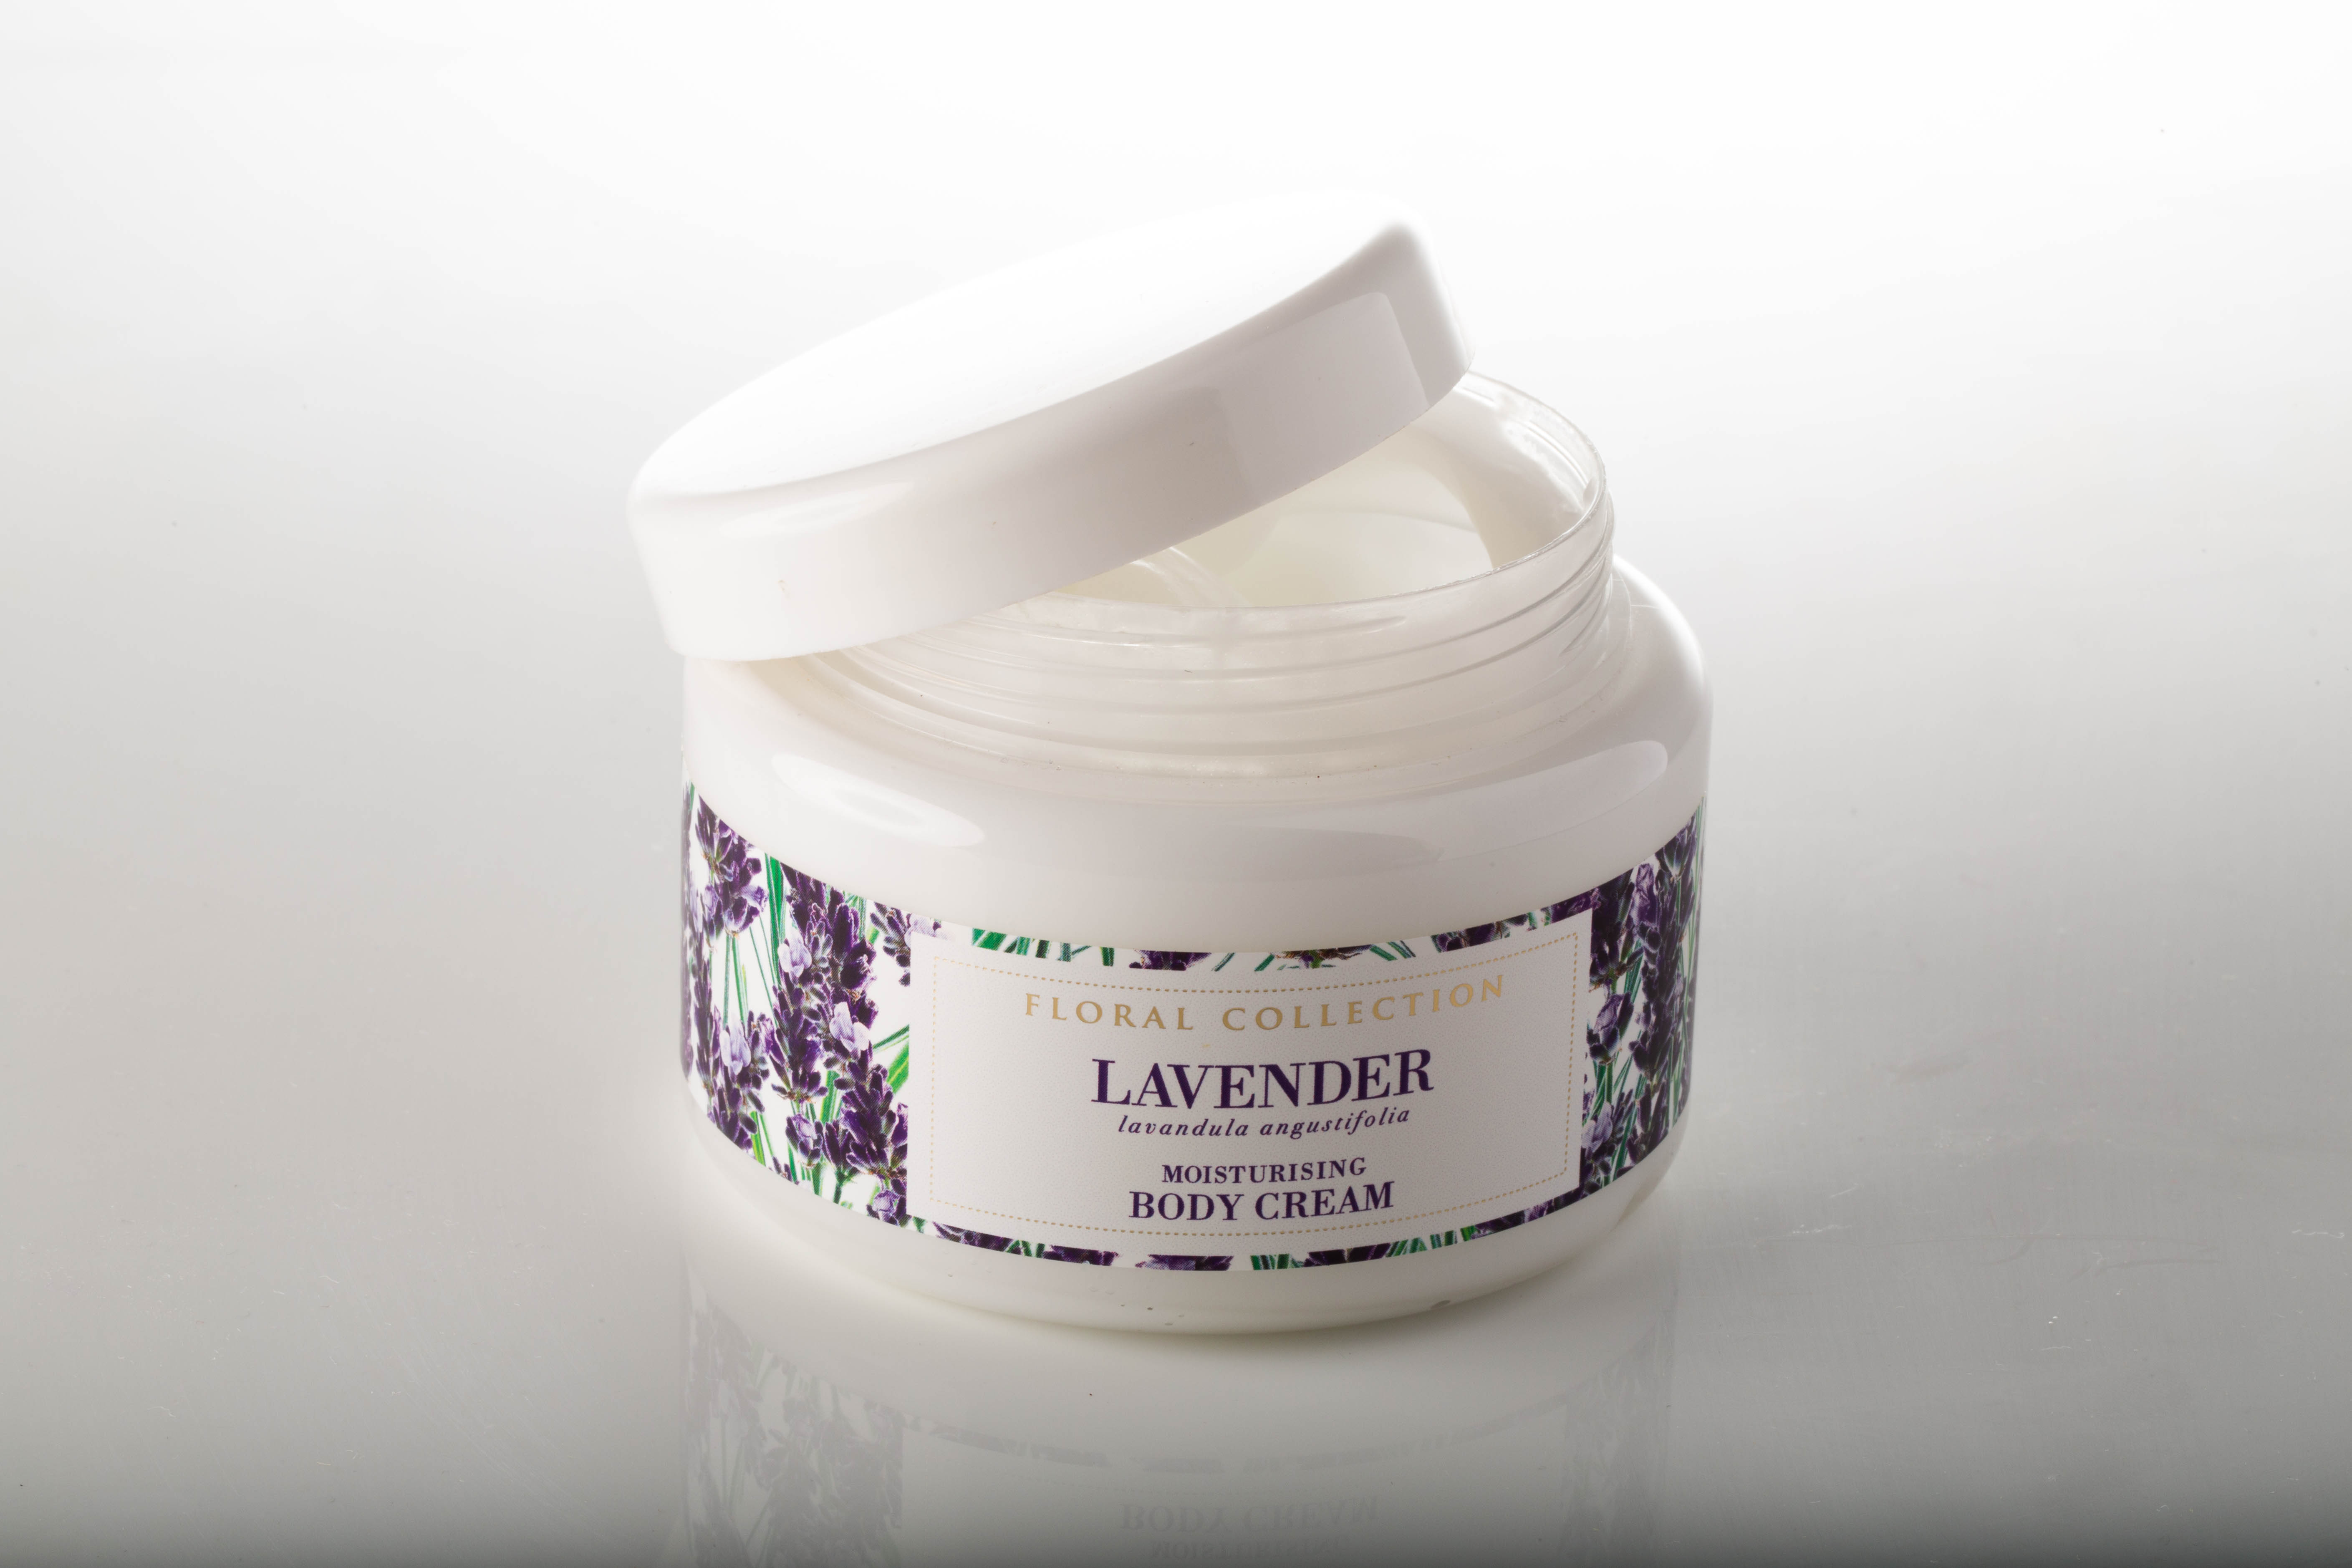 FLORAL COLLECTION
LAVENDER
lavandula angustifolia
MOISTURISING
BODY CREAM